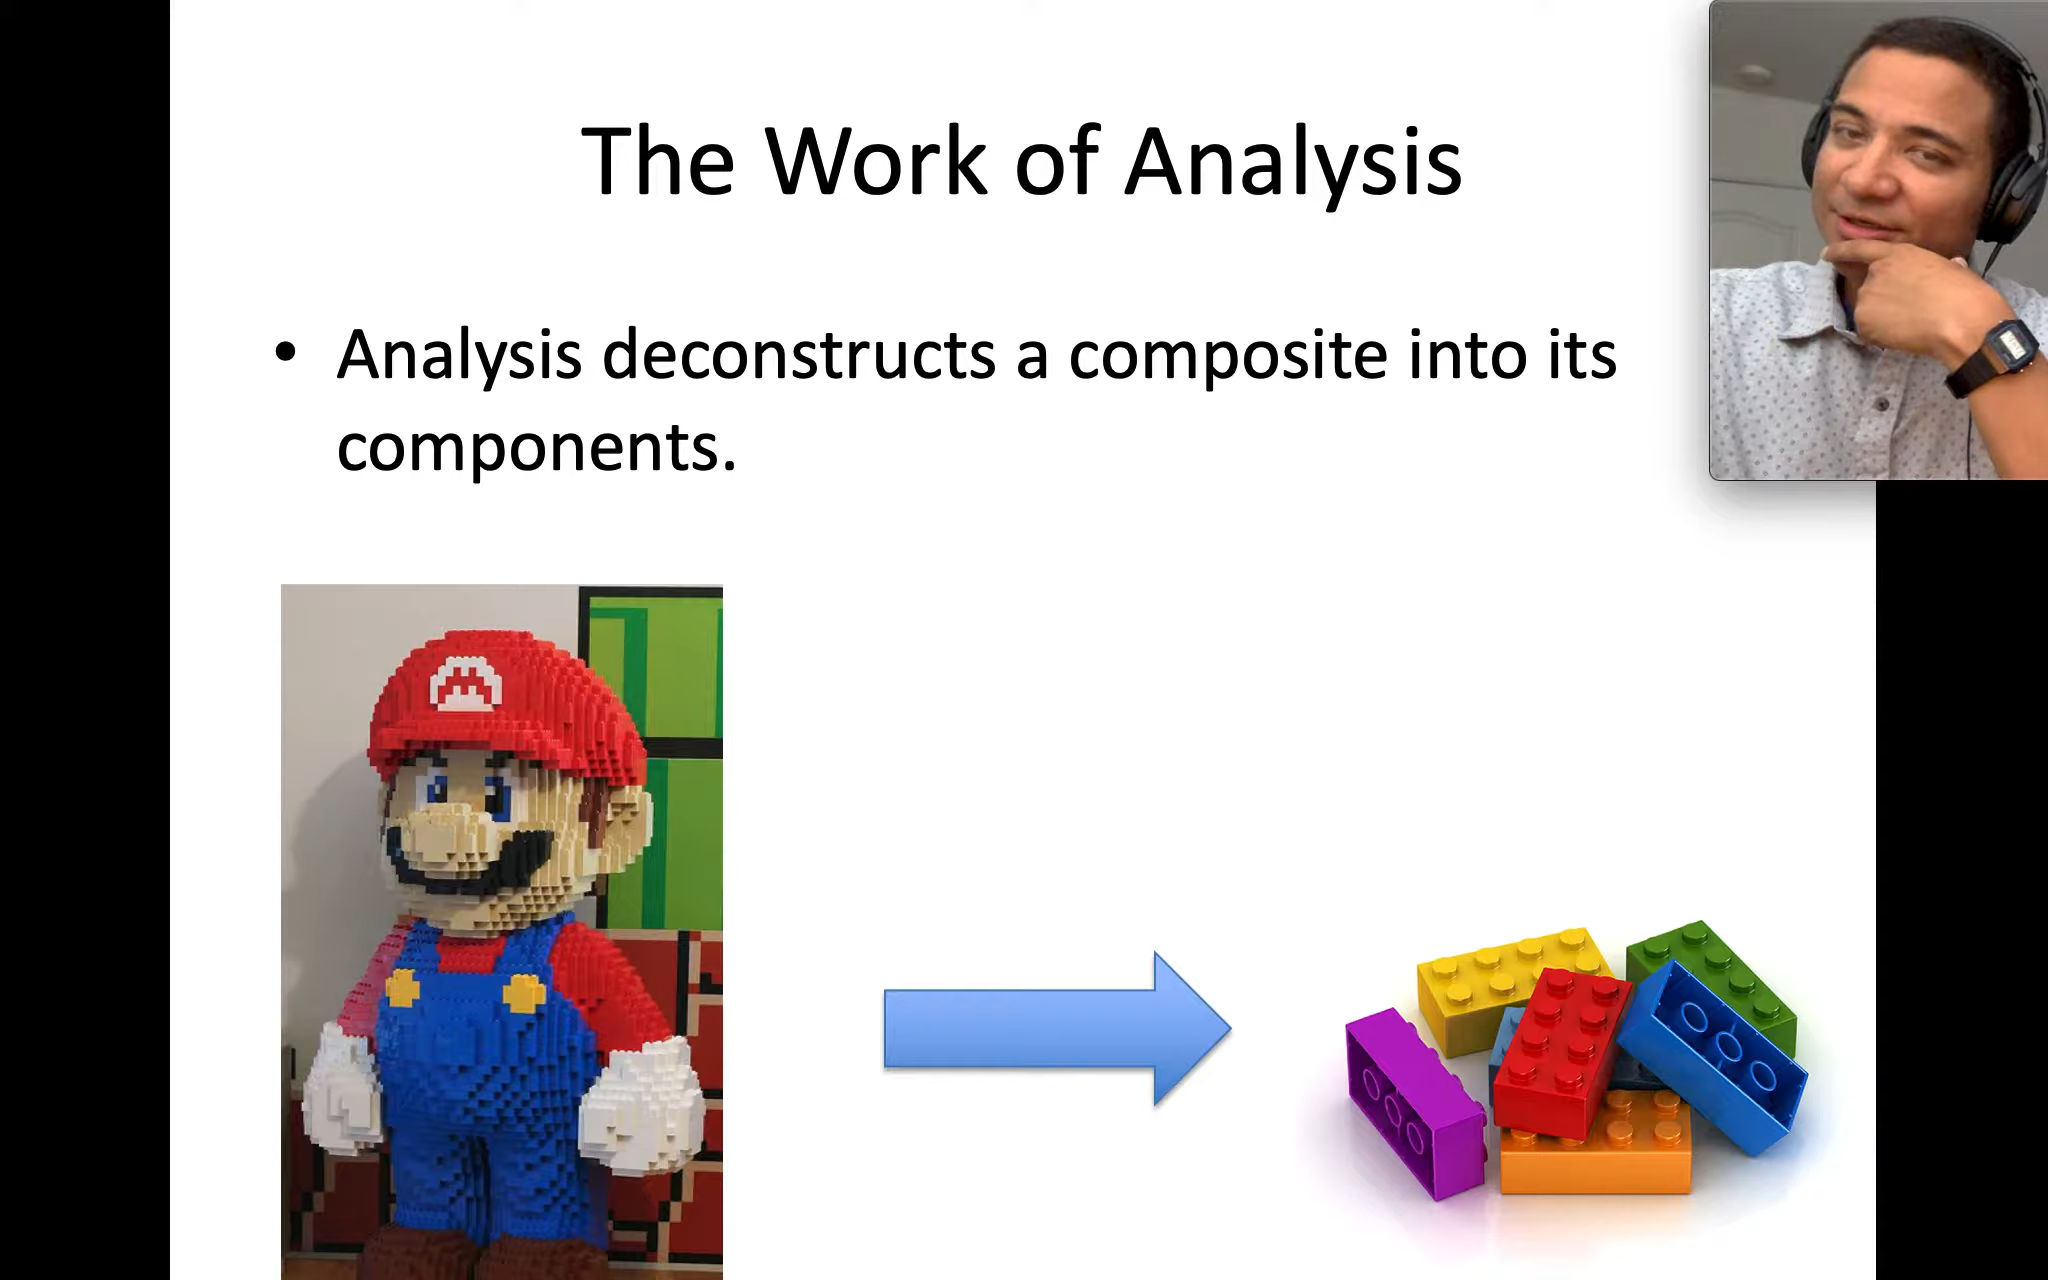 The Work of Analysis
• Analysis deconstructs a composite into its
components.
M